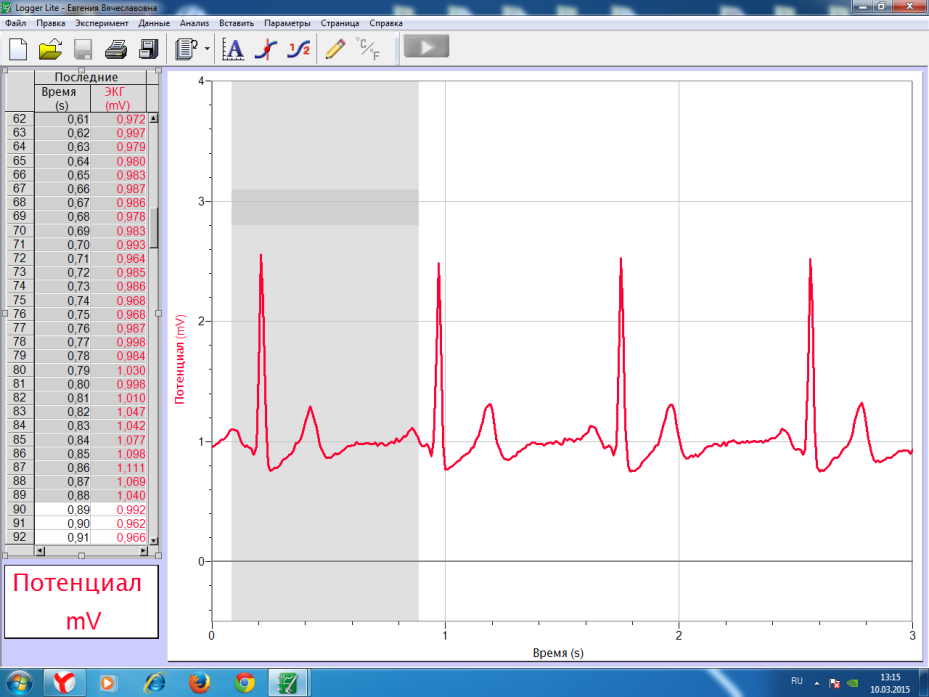 Logger Lite - Евгения Вячеславовна
Файл Правка Эксперимент Данные Анализ Вставить Параметры Страница Справка
Последние
Время ЭКГ
(s) (mV)
62 0,61 0,972
63 0,62 0,997
64 0,63 0,979
65 0,64 0,980
66 0,65 0,983
67 0,66 0,987
68 0,67 0,986
69 0,68 0,978
70 0,69 0,983
71 0,70 0,993
72 0,71 0,964
73 0,72 0,985
74 0,73 0,986
75 0,74 0,968
76 0,75 0,968
77 0,76 0,987
78 0,77 0,998
79 0,78 0,984
80 0,79 1,030
81 0,80 0,998
82 0,81 1,010
83 0,82 1,047
84 0,83 1,042
85 0,84 1,077
86 0,85 1,098
87 0,86 1,111
88 0,87 1,069
89 0,88 1,040
90 0,89 0,992
91 0,90 0,962
92 0,91 0,966
Потенциал
mV
4
3
2
1
0
Потенциал (mV)
0 1 2 3
Время (s)
RU
13:15
10.03.2015